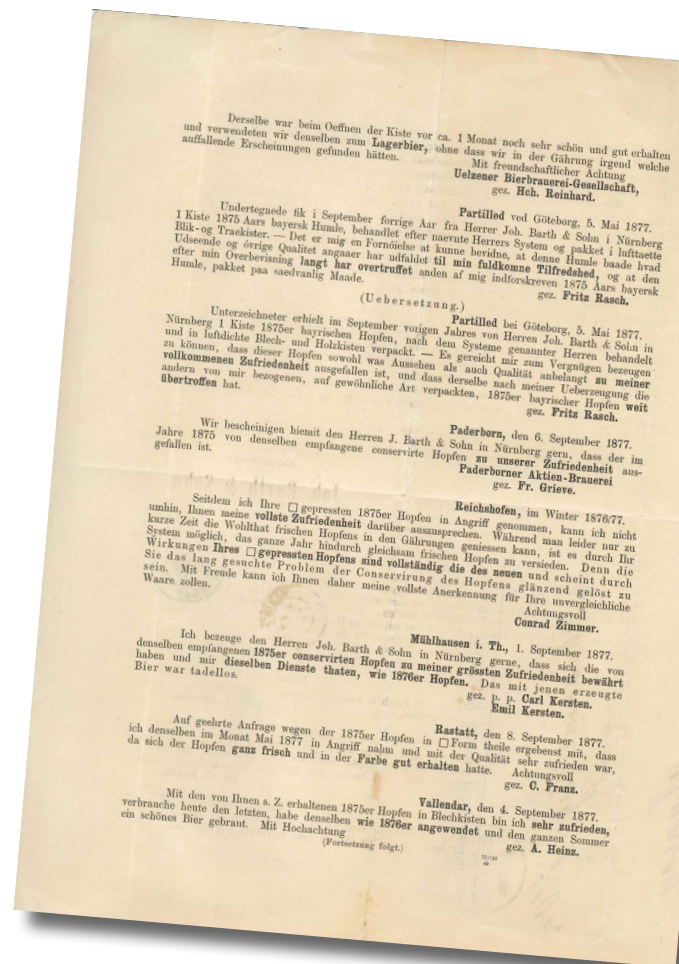 Derselbe war beim Oeffnen der Kiste vor ca. 1 Monat noch sehr schön und gut erhalten
und verwendeten wir denselben zum Lagerbier, ohne dass wir in der Gährung irgend welche
auffallende Erscheinungen gefunden hätten.
Mit freundschaftlicher Achtung
Uelzener Bierbrauerei-Gesellschaft,
gez. Hch. Reinhard.
Partilled ved Göteborg, 5. Mai 1877.
Undertegnede fik i September forrige Aar fra Herrer Joh. Barth & Sohn i Nürnberg
1 Kiste 1875 Aars bayersk Humle, behandlet efter naevnte Herrers System og pakket i lufttaette
Blik- og Traekister. — Det er mig en Fornöielse at kunne bevidne, at denne Humle baade hvad
Udseende og óvrige Qualitet angaaer har udfaldet til min fuldkomne Tilfredshed, og at den
efter min Overbevisning langt har overtruffet anden af mig indforskreven 1875 Aars bayersk
Humle, pakket paa saedvanlig Maade.
gez. Fritz Rasch.
(Uebersetzung.)
Partilled bei Göteborg, 5. Mai 1877.
Unterzeichneter erhielt im September vorigen Jahres von Herren Joh. Barth & Sohn in
Nürnberg 1 Kiste 1875er bayrischen Hopfen, nach dem Systeme genannter Herren behandelt
und in luftdichte Blech- und Holzkisten verpackt. — Es gereicht mir zum Vergnügen bezeugen
zu können, dass dieser Hopfen sowohl was Aussehen als auch Qualität anbelangt zu meiner
vollkommenen Zufriedenheit ausgefallen ist, und dass derselbe nach meiner Ueberzeugung die
andern von mir bezogenen, auf gewöhnliche Art verpackten, 1875er bayrischer Hopfen weit
übertroffen hat.
gez. Fritz Rasch.
Paderborn, den 6. September 1877.
Wir bescheinigen hiemit den Herren J. Barth & Sohn in Nürnberg gern, dass der im
Jahre 1875 von denselben empfangene conservirte Hopfen zu unserer Zufriedenheit aus-
gefallen ist.
Paderborner Aktien-Brauerei
gez. Fr. Grieve.
Reichshofen, im Winter 1876/77.
Seitdem ich Ihre □ gepressten 1875er Hopfen in Angriff genommen, kann ich nicht
umhin, Ihnen meine vollste Zufriedenheit darüber auszusprechen. Während man leider nur zu
kurze Zeit die Wohlthat frischen Hopfens in den Gährungen geniessen kann, ist es durch Ihr
System möglich, das ganze Jahr hindurch gleichsam frischen Hopfen zu versieden. Denn die
Wirkungen Ihres □ gepressten Hopfens sind vollständig die des neuen und scheint durch
Sie das lang gesuchte Problem der Conservirung des Hopfens glänzend gelöst zu
sein. Mit Freude kann ich Ihnen daher meine vollste Anerkennung für Ihre unvergleichliche
Waare zollen.
Achtungsvoll
Conrad Zimmer.
Mühlhausen i. Th., 1. September 1877.
Ich bezeuge den Herren Joh. Barth & Sohn in Nürnberg gerne, dass sich die von
denselben empfangenen 1875er conservirten Hopfen zu meiner grössten Zufriedenheit bewährt
haben und mir dieselben Dienste thaten, wie 1876er Hopfen. Das mit jenen erzeugte
Bier war tadellos.
gez. p. p. Carl Kersten.
Emil Kersten.
Rastatt, den 8. September 1877.
Auf geehrte Anfrage wegen der 1875er Hopfen in □ Form theile ergebenst mit, dass
ich denselben im Monat Mai 1877 in Angriff nahm und mit der Qualität sehr zufrieden war,
da sich der Hopfen ganz frisch und in der Farbe gut erhalten hatte. Achtungsvoll
gez. C. Franz.
Vallendar, den 4. September 1877.
Mit den von Ihnen s. Z. erhaltenen 1875er Hopfen in Blechkisten bin ich sehr zufrieden,
verbrauche heute den letzten, habe denselben wie 1876er angewendet und den ganzen Sommer
ein schönes Bier gebraut. Mit Hochachtung
gez. A. Heinz.
(Fortsetzung folgt.)